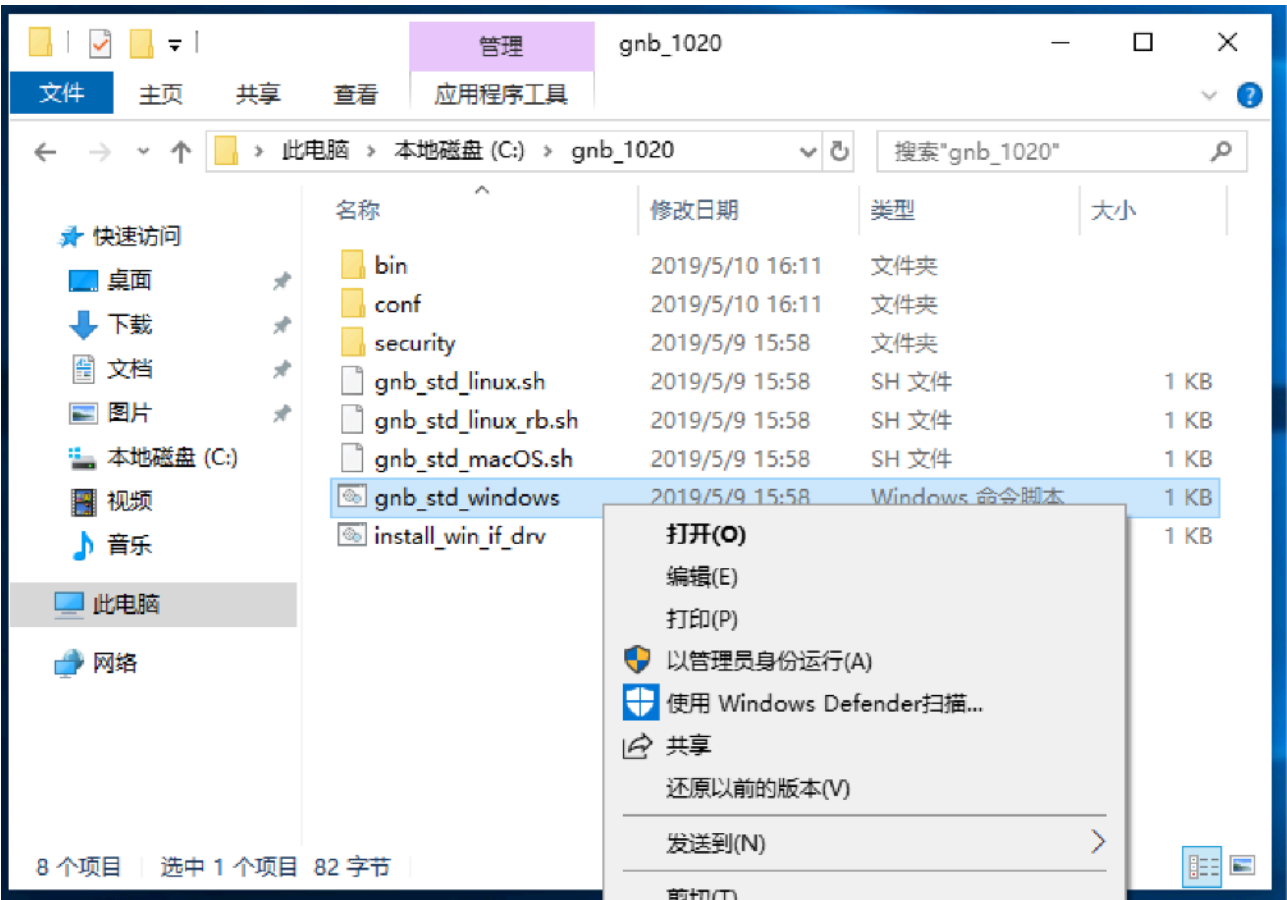 管理
gnb_1020
文件 主页 共享 查看 应用程序工具
此电脑 › 本地磁盘 (C:) › gnb_1020
搜索"gnb_1020"
名称 修改日期 类型 大小
快速访问
桌面
下载
文档
图片
本地磁盘 (C:)
视频
音乐
此电脑
网络
bin 2019/5/10 16:11 文件夹
conf 2019/5/10 16:11 文件夹
security 2019/5/9 15:58 文件夹
gnb_std_linux.sh 2019/5/9 15:58 SH 文件 1 KB
gnb_std_linux_rb.sh 2019/5/9 15:58 SH 文件 1 KB
gnb_std_macOS.sh 2019/5/9 15:58 SH 文件 1 KB
gnb_std_windows 2019/5/9 15:58 Windows 命令脚本 1 KB
install_win_if_drv 1 KB
打开(O)
编辑(E)
打印(P)
以管理员身份运行(A)
使用 Windows Defender扫描...
共享
还原以前的版本(V)
发送到(N)
剪切(T)
8 个项目 选中 1 个项目 82 字节